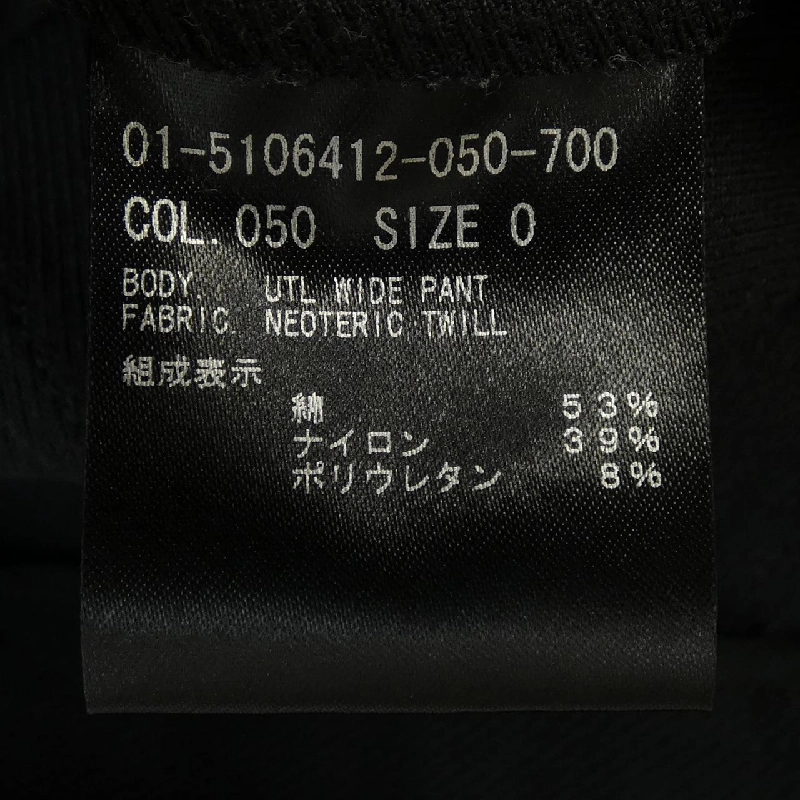 01-5106412-050-700
COL. 050 SIZE 0
BODY. UTL WIDE PANT
FABRIC. NEOTERIC TWILL
組成表示
綿 53%
ナイロン 39%
ポリウレタン 8%